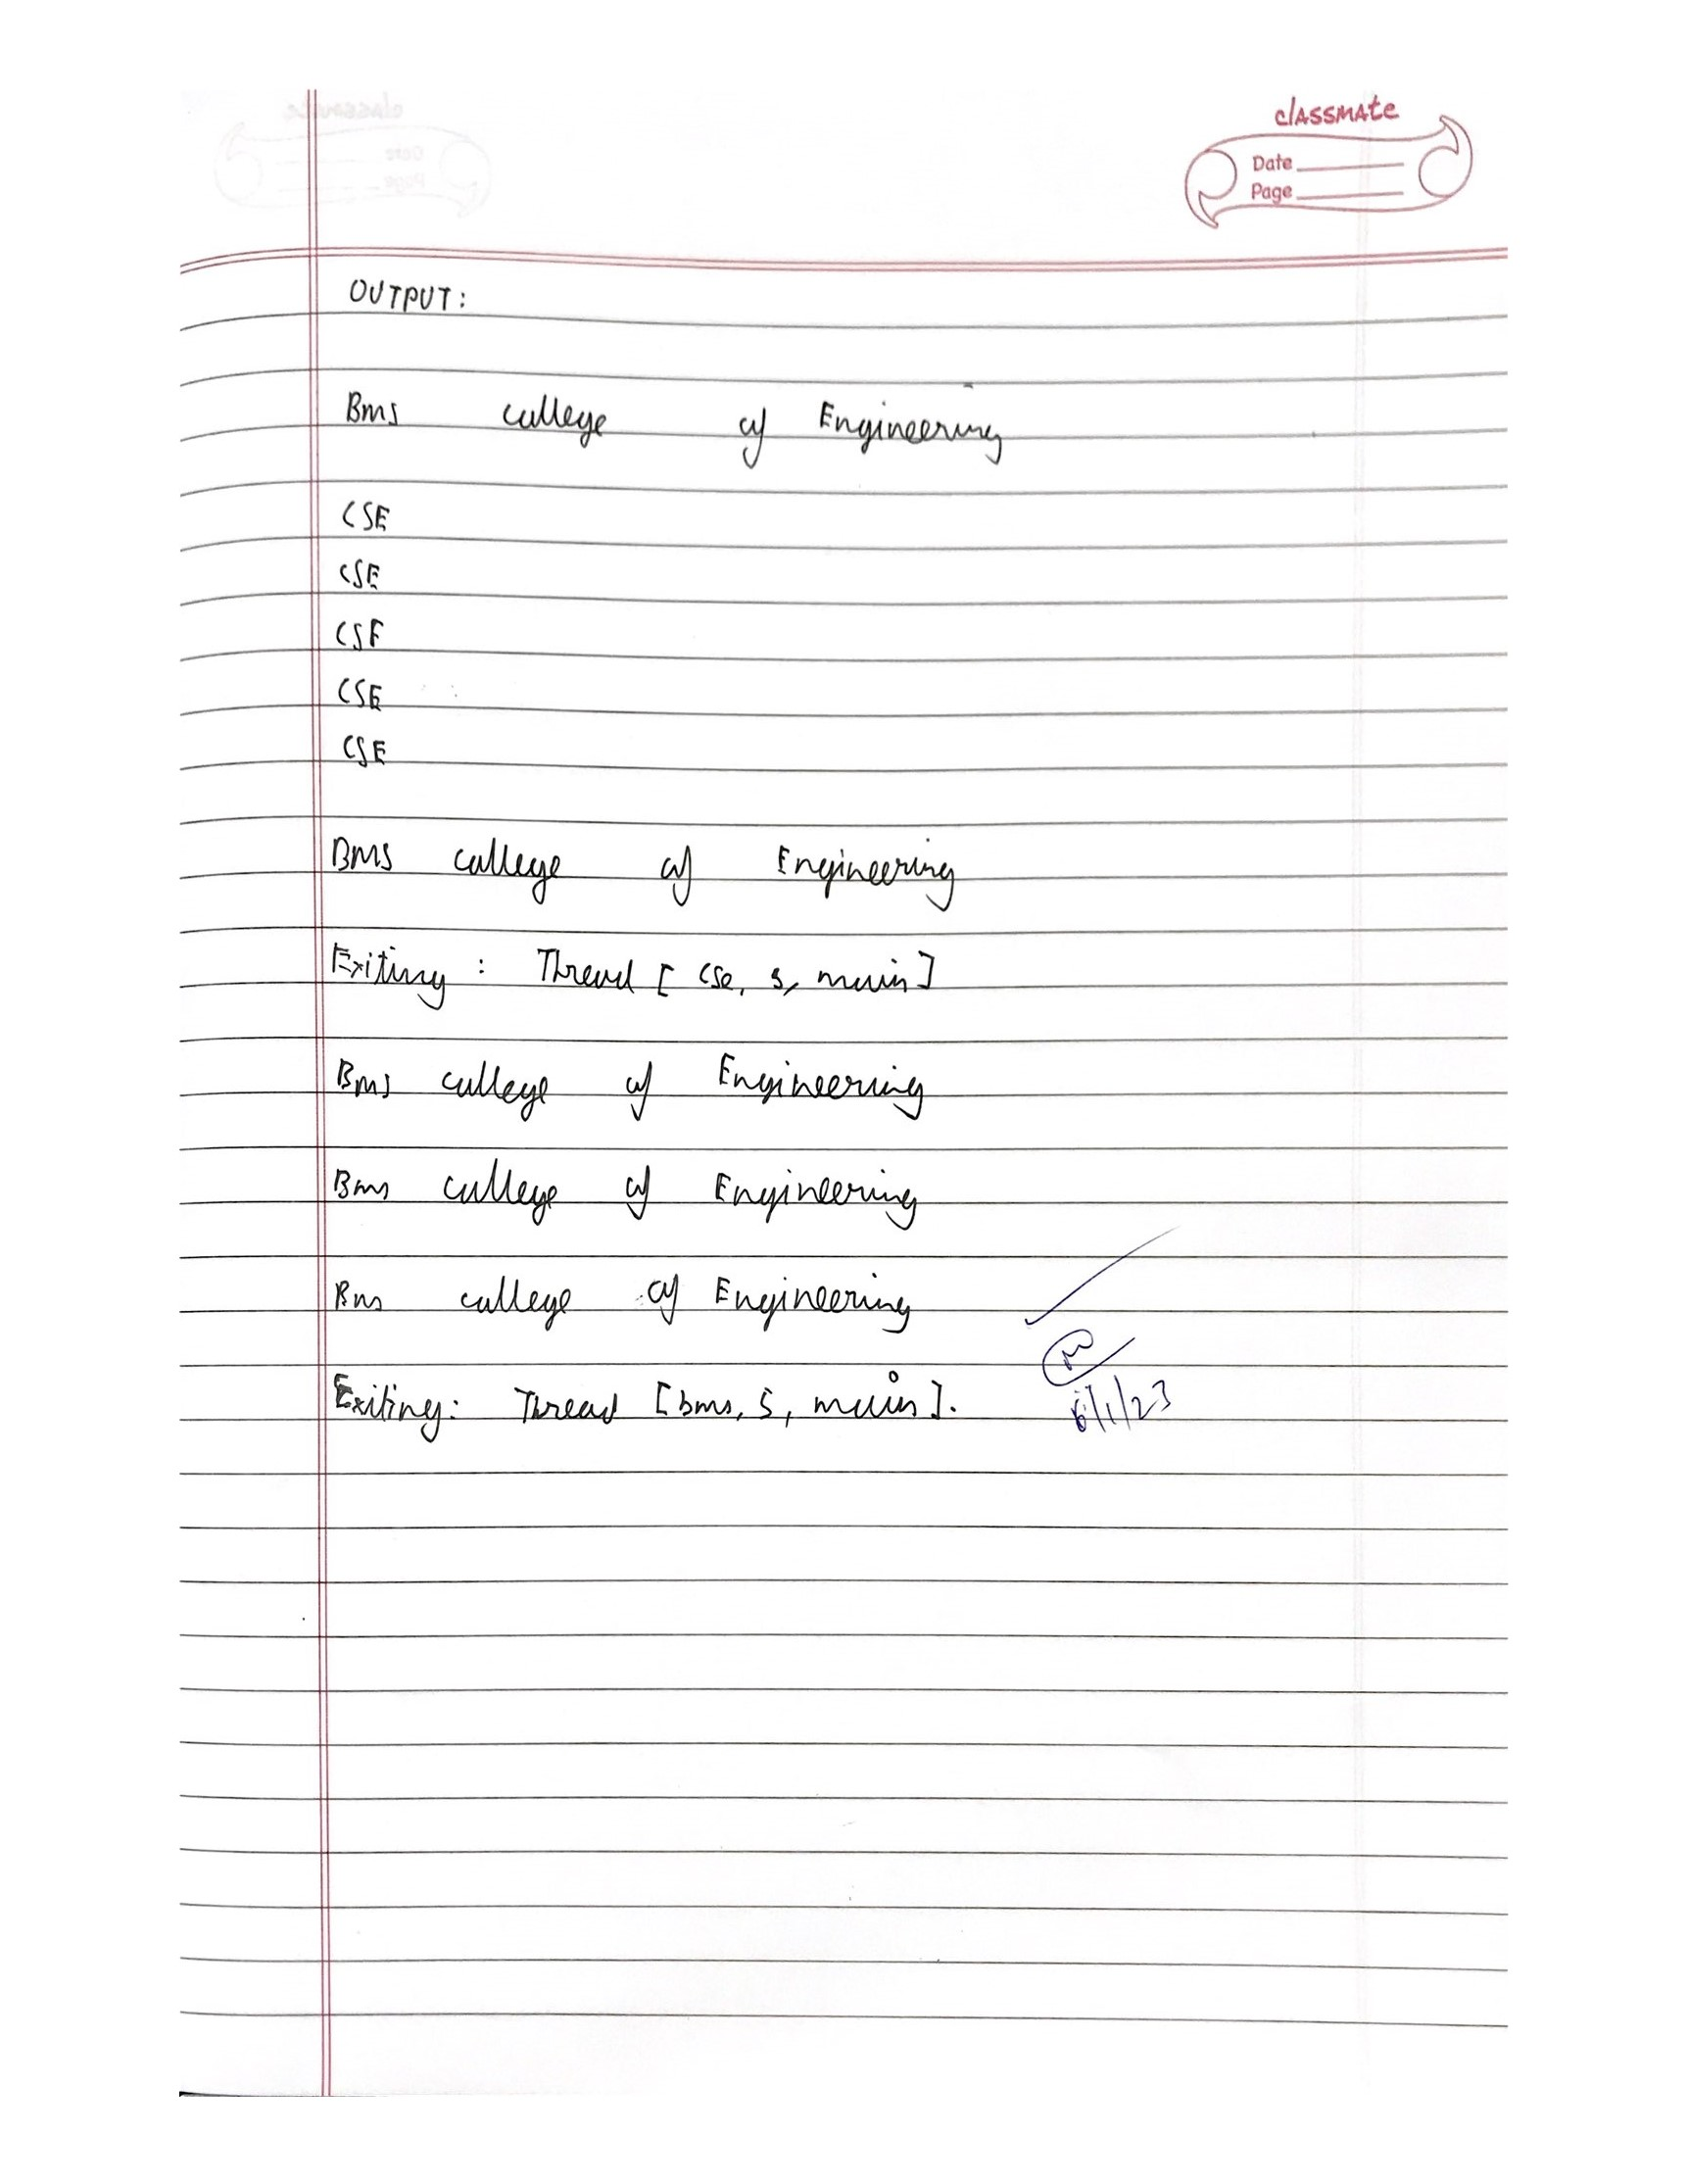 classmate
Date
Page
OUTPUT:
Bms college of Engineering
CSE
CSE
CSE
CSE
CSE
BMS college of Engineering
Exiting : Thread [ cse, 5, main]
Bms college of Engineering
Bms college of Engineering
Bms college of Engineering
Exiting: Thread [bms, 5, main].
6/1/23